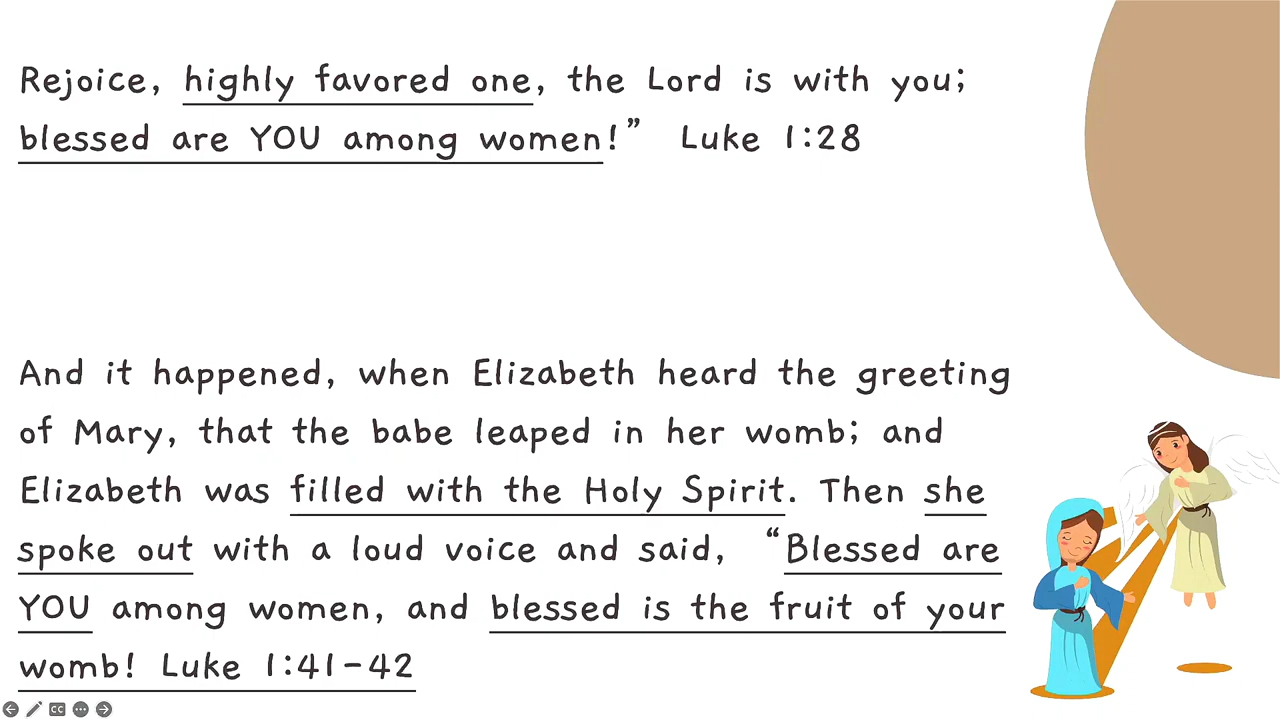 Rejoice, highly favored one, the Lord is with you;
blessed are YOU among women!” Luke 1:28
And it happened, when Elizabeth heard the greeting
of Mary, that the babe leaped in her womb; and
Elizabeth was filled with the Holy Spirit. Then she
spoke out with a loud voice and said, “Blessed are
YOU among women, and blessed is the fruit of your
womb! Luke 1:41-42
CC